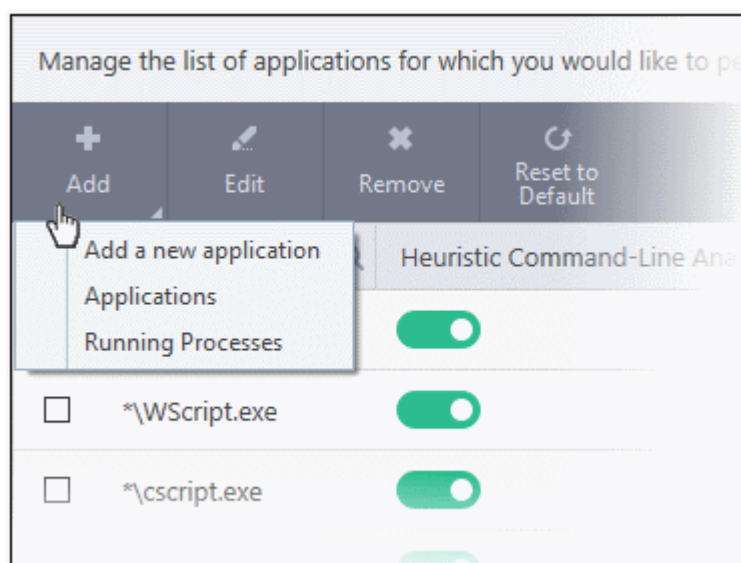 Manage the list of applications for which you would like to pe
Add
Edit
Remove
Reset to
Default
Add a new application
Applications
Running Processes
Heuristic Command-Line Ana
*\WScript.exe
*\cscript.exe